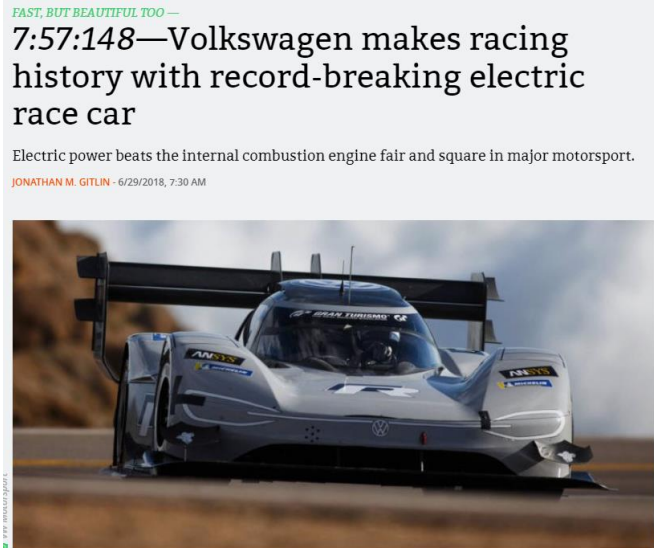 FAST, BUT BEAUTIFUL TOO —
7:57:148—Volkswagen makes racing
history with record-breaking electric
race car
Electric power beats the internal combustion engine fair and square in major motorsport.
JONATHAN M. GITLIN - 6/29/2018, 7:30 AM
GRAN TURISMO
ANSYS
MICHELIN
R
ANSYS
MICHELIN
VW Motorsport